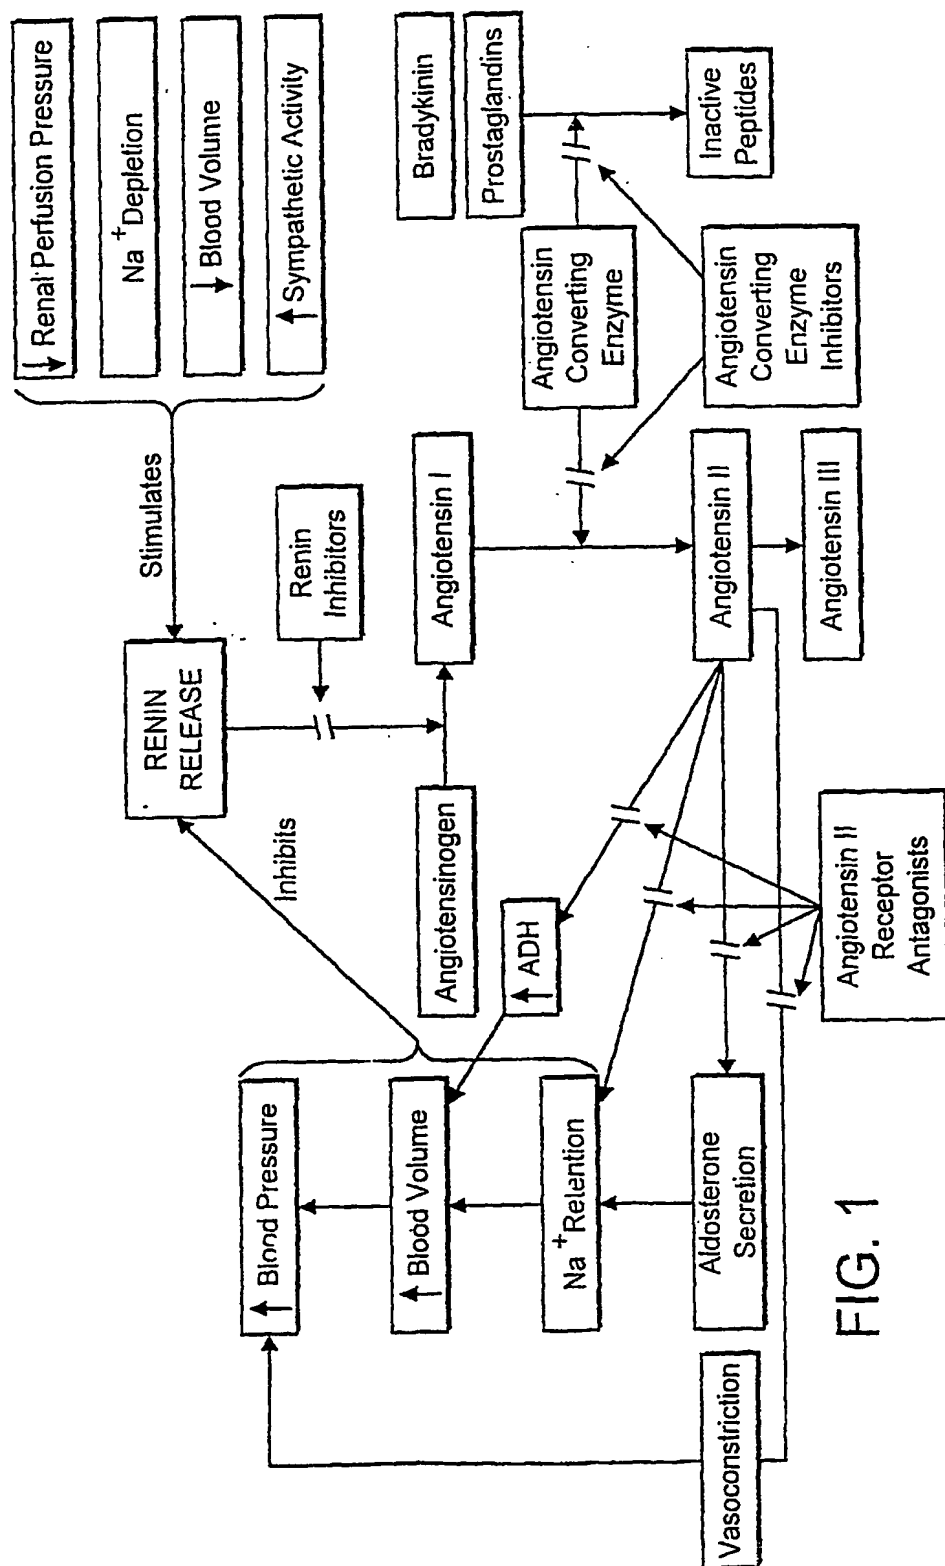 ↓ Renal Perfusion Pressure
Na + Depletion
↓ Blood Volume
↑ Sympathetic Activity
Stimulates
RENIN
RELEASE
Inhibits
Renin
Inhibitors
↑ Blood Pressure
↑ Blood Volume
Na + Retention
Aldosterone
Secretion
Vasoconstriction
↑ ADH
Angiotensinogen
Angiotensin I
Bradykinin
Prostaglandins
Angiotensin
Converting
Enzyme
Inactive
Peptides
Angiotensin
Converting
Enzyme
Inhibitors
Angiotensin II
Angiotensin III
Angiotensin II
Receptor
Antagonists
FIG. 1